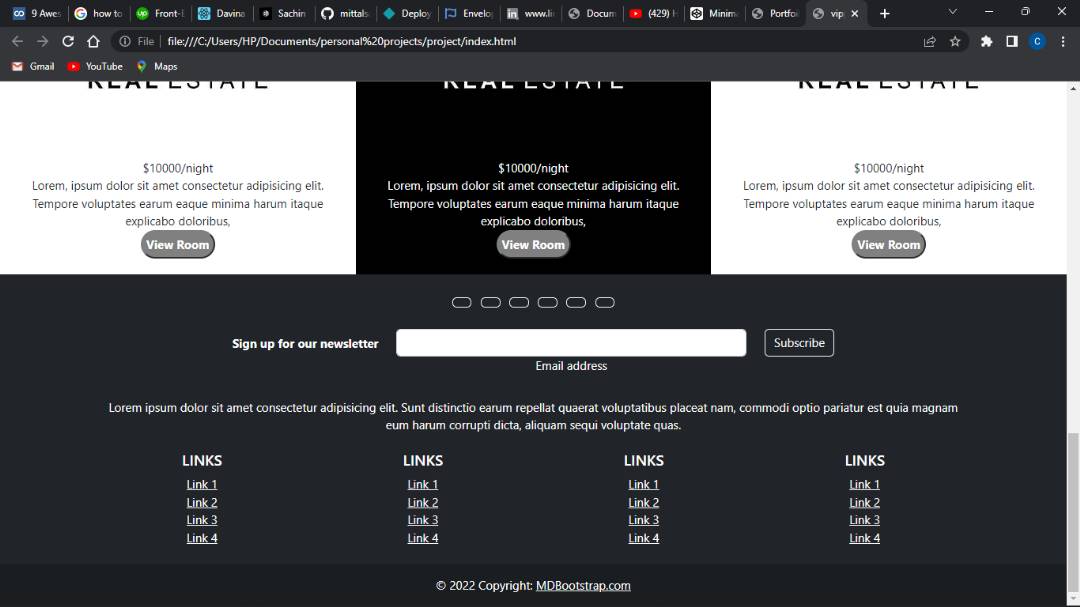 9 Awes
how to
Front-E
Davina
Sachin
mittals
Deploy
Envelo
www.li
Docum
(429) H
Minima
Portfo
vip
File
file:///C:/Users/HP/Documents/personal%20projects/project/index.html
C
Gmail
YouTube
Maps
REAL ESTATE
REAL ESTATE
REAL ESTATE
$10000/night
Lorem, ipsum dolor sit amet consectetur adipisicing elit.
Tempore voluptates earum eaque minima harum itaque
explicabo doloribus,
View Room
$10000/night
Lorem, ipsum dolor sit amet consectetur adipisicing elit.
Tempore voluptates earum eaque minima harum itaque
explicabo doloribus,
View Room
$10000/night
Lorem, ipsum dolor sit amet consectetur adipisicing elit.
Tempore voluptates earum eaque minima harum itaque
explicabo doloribus,
View Room
Sign up for our newsletter
Subscribe
Email address
Lorem ipsum dolor sit amet consectetur adipisicing elit. Sunt distinctio earum repellat quaerat voluptatibus placeat nam, commodi optio pariatur est quia magnam
eum harum corrupti dicta, aliquam sequi voluptate quas.
LINKS
Link 1
Link 2
Link 3
Link 4
LINKS
Link 1
Link 2
Link 3
Link 4
LINKS
Link 1
Link 2
Link 3
Link 4
LINKS
Link 1
Link 2
Link 3
Link 4
© 2022 Copyright: MDBootstrap.com